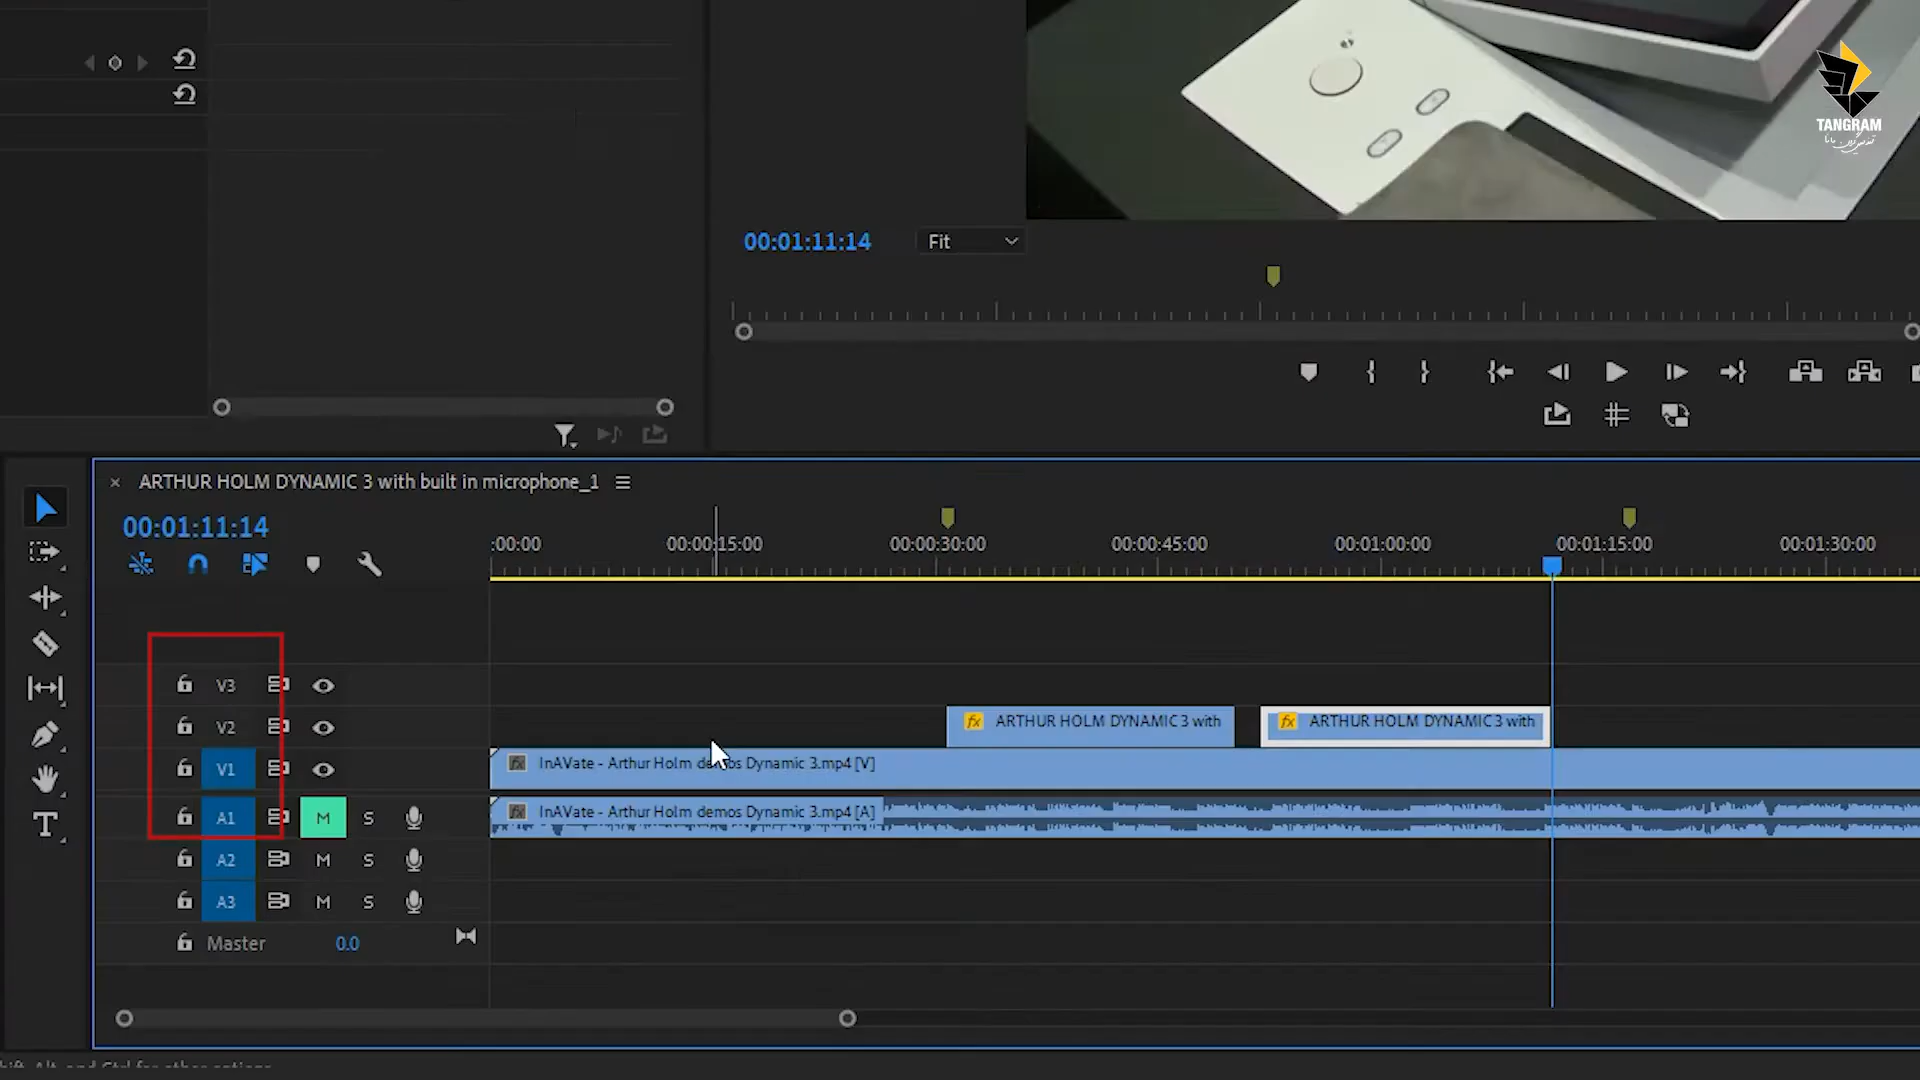 TANGRAM
00:01:11:14
Fit
ARTHUR HOLM DYNAMIC 3 with built in microphone_1
00:01:11:14
:00:00
00:00:15:00
00:00:30:00
00:00:45:00
00:01:00:00
00:01:15:00
00:01:30:00
V3
V2
fx ARTHUR HOLM DYNAMIC 3 with
fx ARTHUR HOLM DYNAMIC 3 with
V1
fx InAVate - Arthur Holm demos Dynamic 3.mp4 [V]
A1 M S
fx InAVate - Arthur Holm demos Dynamic 3.mp4 [A]
A2 M S
A3 M S
Master 0.0
T